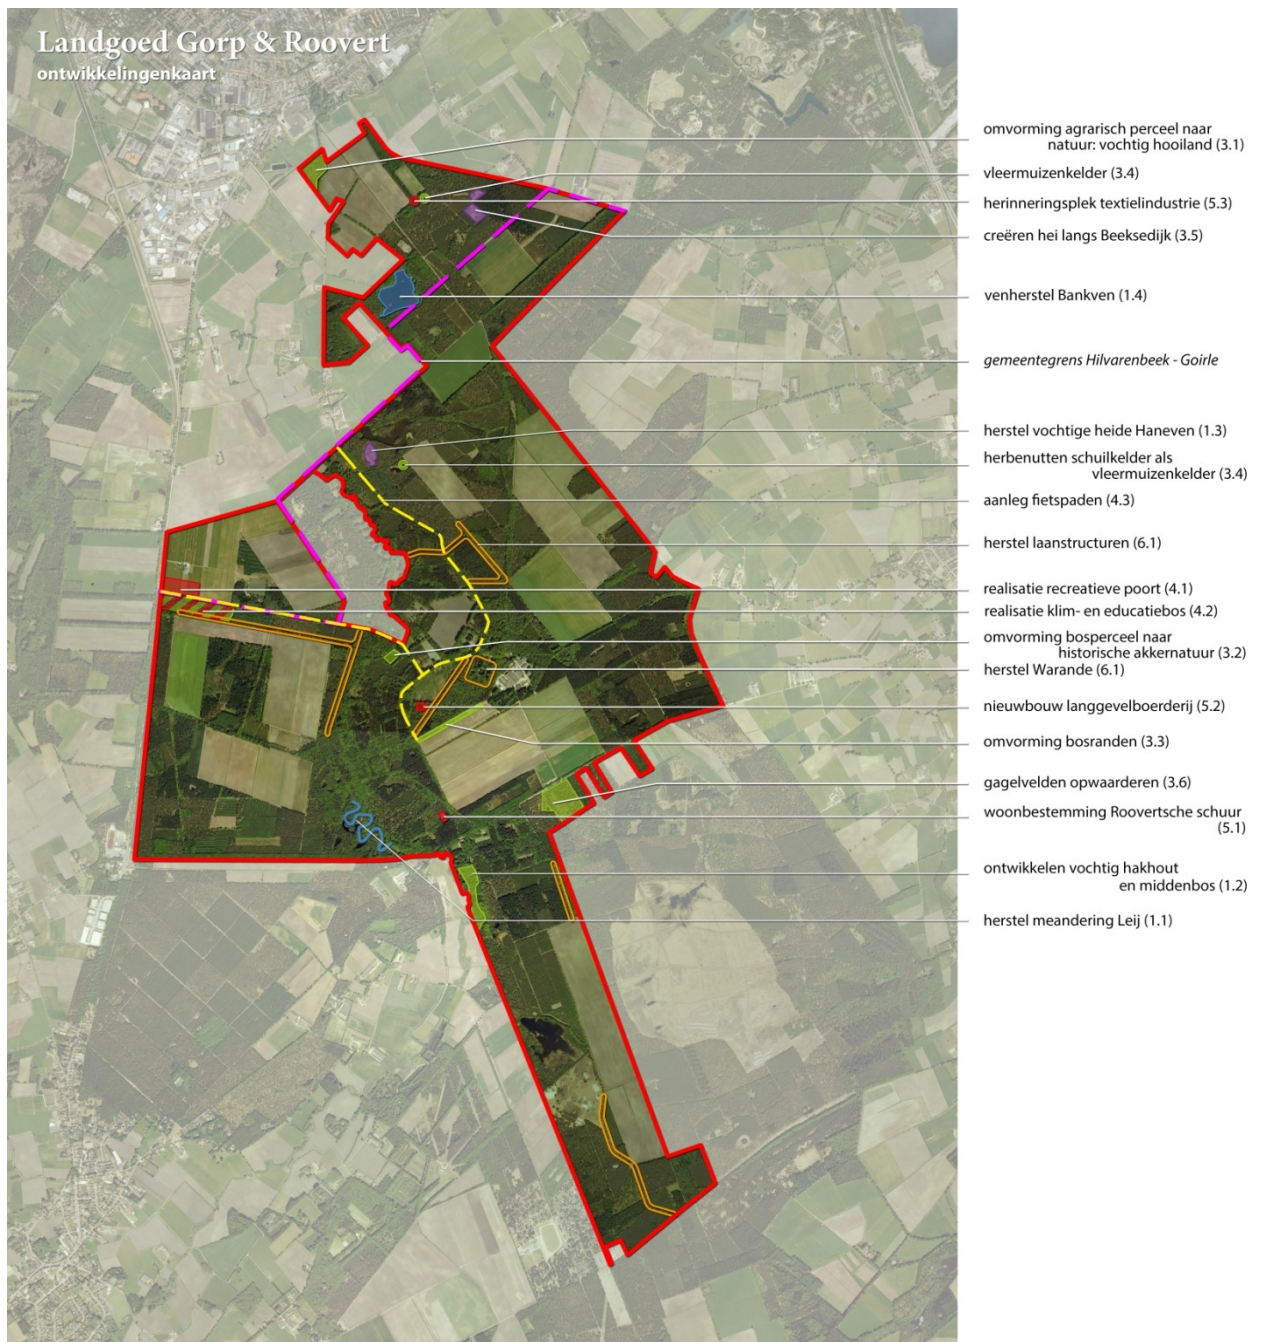 Landgoed Gorp & Roovert
ontwikkelingenkaart
omvorming agrarisch perceel naar
natuur: vochtig hooiland (3.1)
vleermuizenkelder (3.4)
herinneringsplek textielindustrie (5.3)
creëren hei langs Beeksedijk (3.5)
venherstel Bankven (1.4)
gemeentegrens Hilvarenbeek - Goirle
herstel vochtige heide Haneven (1.3)
herbenutten schuilkelder als
vleermuizenkelder (3.4)
aanleg fietspaden (4.3)
herstel laanstructuren (6.1)
realisatie recreatieve poort (4.1)
realisatie klim- en educatiebos (4.2)
omvorming bosperceel naar
historische akkernatuur (3.2)
herstel Warande (6.1)
nieuwbouw langgevelboerderij (5.2)
omvorming bosranden (3.3)
gagelvelden opwaarderen (3.6)
woonbestemming Roovertsche schuur
(5.1)
ontwikkelen vochtig hakhout
en middenbos (1.2)
herstel meandering Leij (1.1)